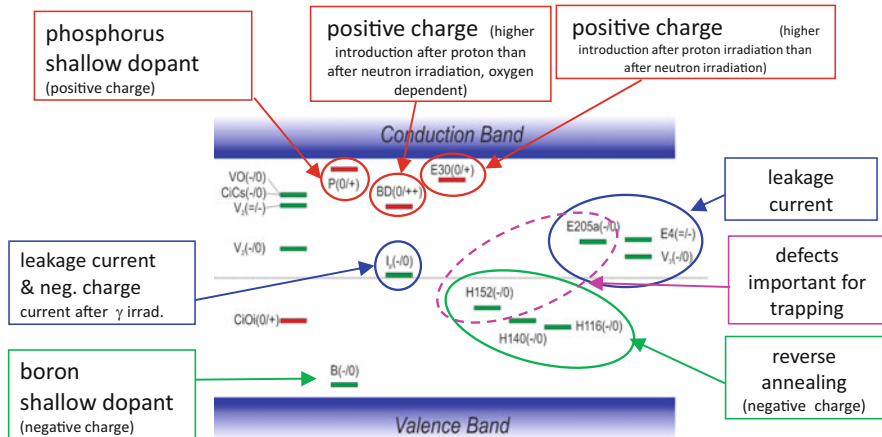 phosphorus
shallow dopant
(positive charge)
positive charge (higher
introduction after proton than
after neutron irradiation, oxygen
dependent)
positive charge (higher
introduction after proton irradiation than
after neutron irradiation)
Conduction Band
VO(-/0)
CiCs(-/0)
V₂(=/-)
P(0/+)
BD(0/++)
E30(0/+)
leakage
current
E205a(-/0)
E4(=/-)
V₂(-/0)
V₂(-/0)
leakage current
& neg. charge
current after γ irrad.
Iₚ(-/0)
defects
important for
trapping
H152(-/0)
CiOi(0/+)
H140(-/0)
H116(-/0)
boron
shallow dopant
(negative charge)
B(-/0)
reverse
annealing
(negative charge)
Valence Band